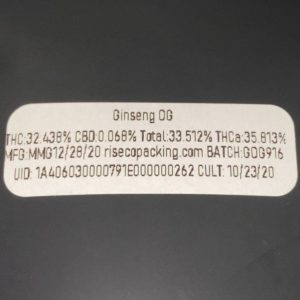 Ginseng OG
THC:32.438% CBD:0.068% Total:33.512% THCa:35.813%
MFG:MMG12/28/20 risecopacking.com BATCH:GOG916
UID: 1A406030000791E000000262 CULT: 10/23/20